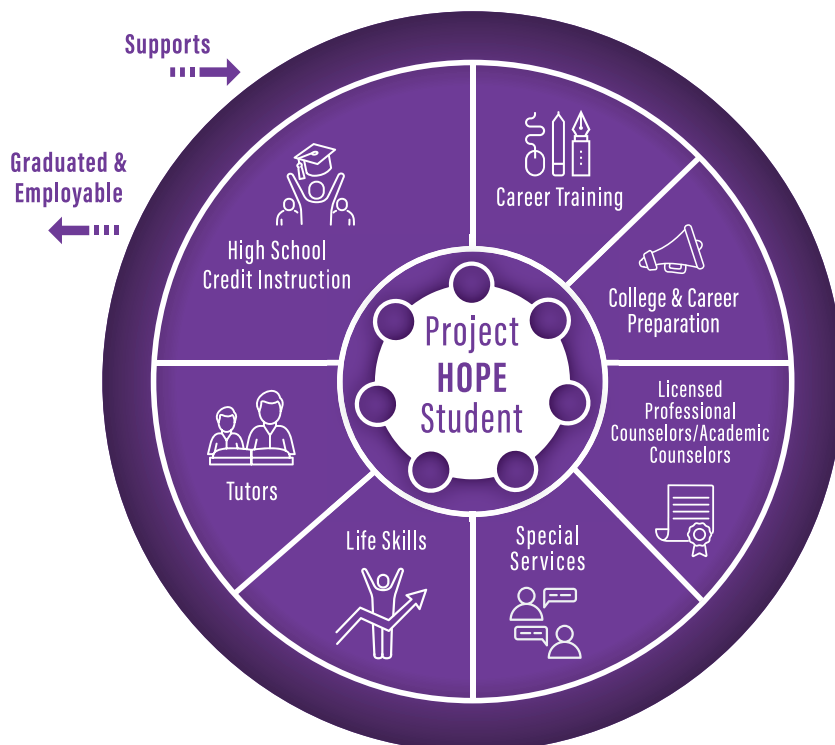 Supports
Graduated &
Employable
High School
Credit Instruction
Career Training
College & Career
Preparation
Licensed
Professional
Counselors/Academic
Counselors
Special
Services
Life Skills
Tutors
Project
HOPE
Student